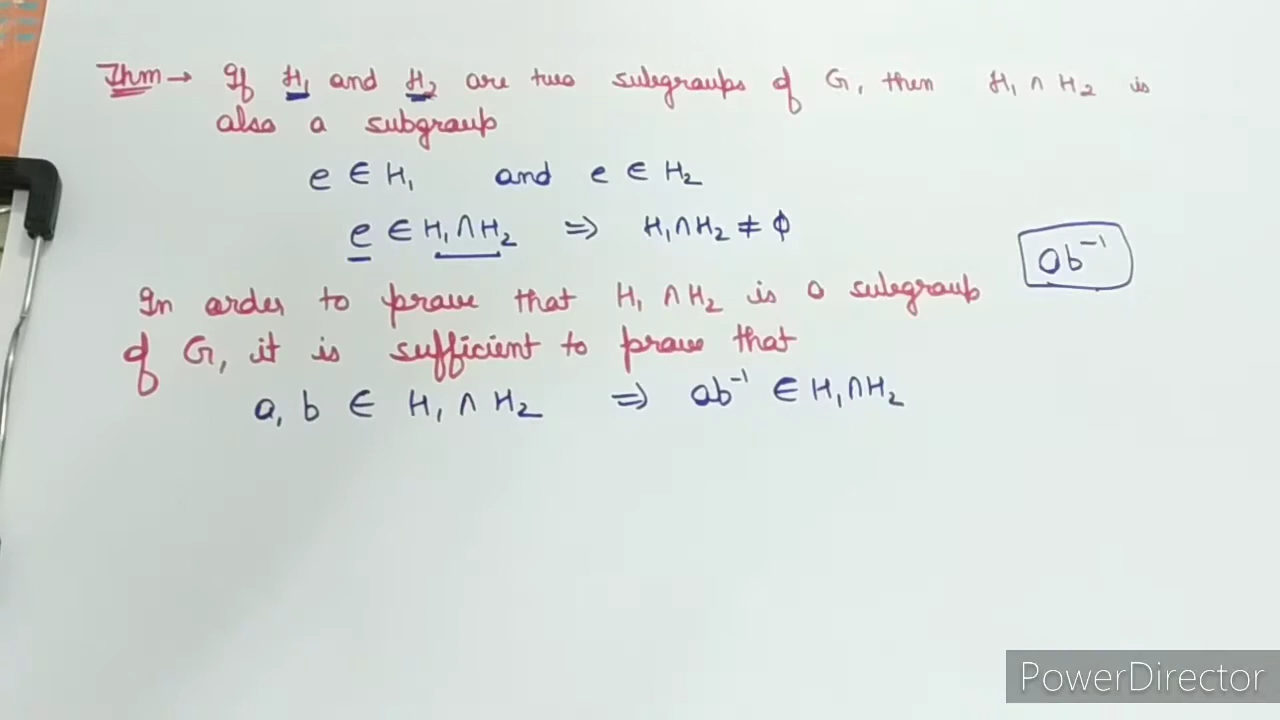 Thm → If H₁ and H₂ are two subgroups of G, then H₁ ∩ H₂ is
also a subgroup
e ∈ H₁ and e ∈ H₂
e ∈ H₁∩H₂ ⇒ H₁∩H₂ ≠ ϕ
ab⁻¹
In order to prove that H₁ ∩ H₂ is a subgroup
of G, it is sufficient to prove that
a, b ∈ H₁ ∩ H₂ ⇒ ab⁻¹ ∈ H₁∩H₂
PowerDirector